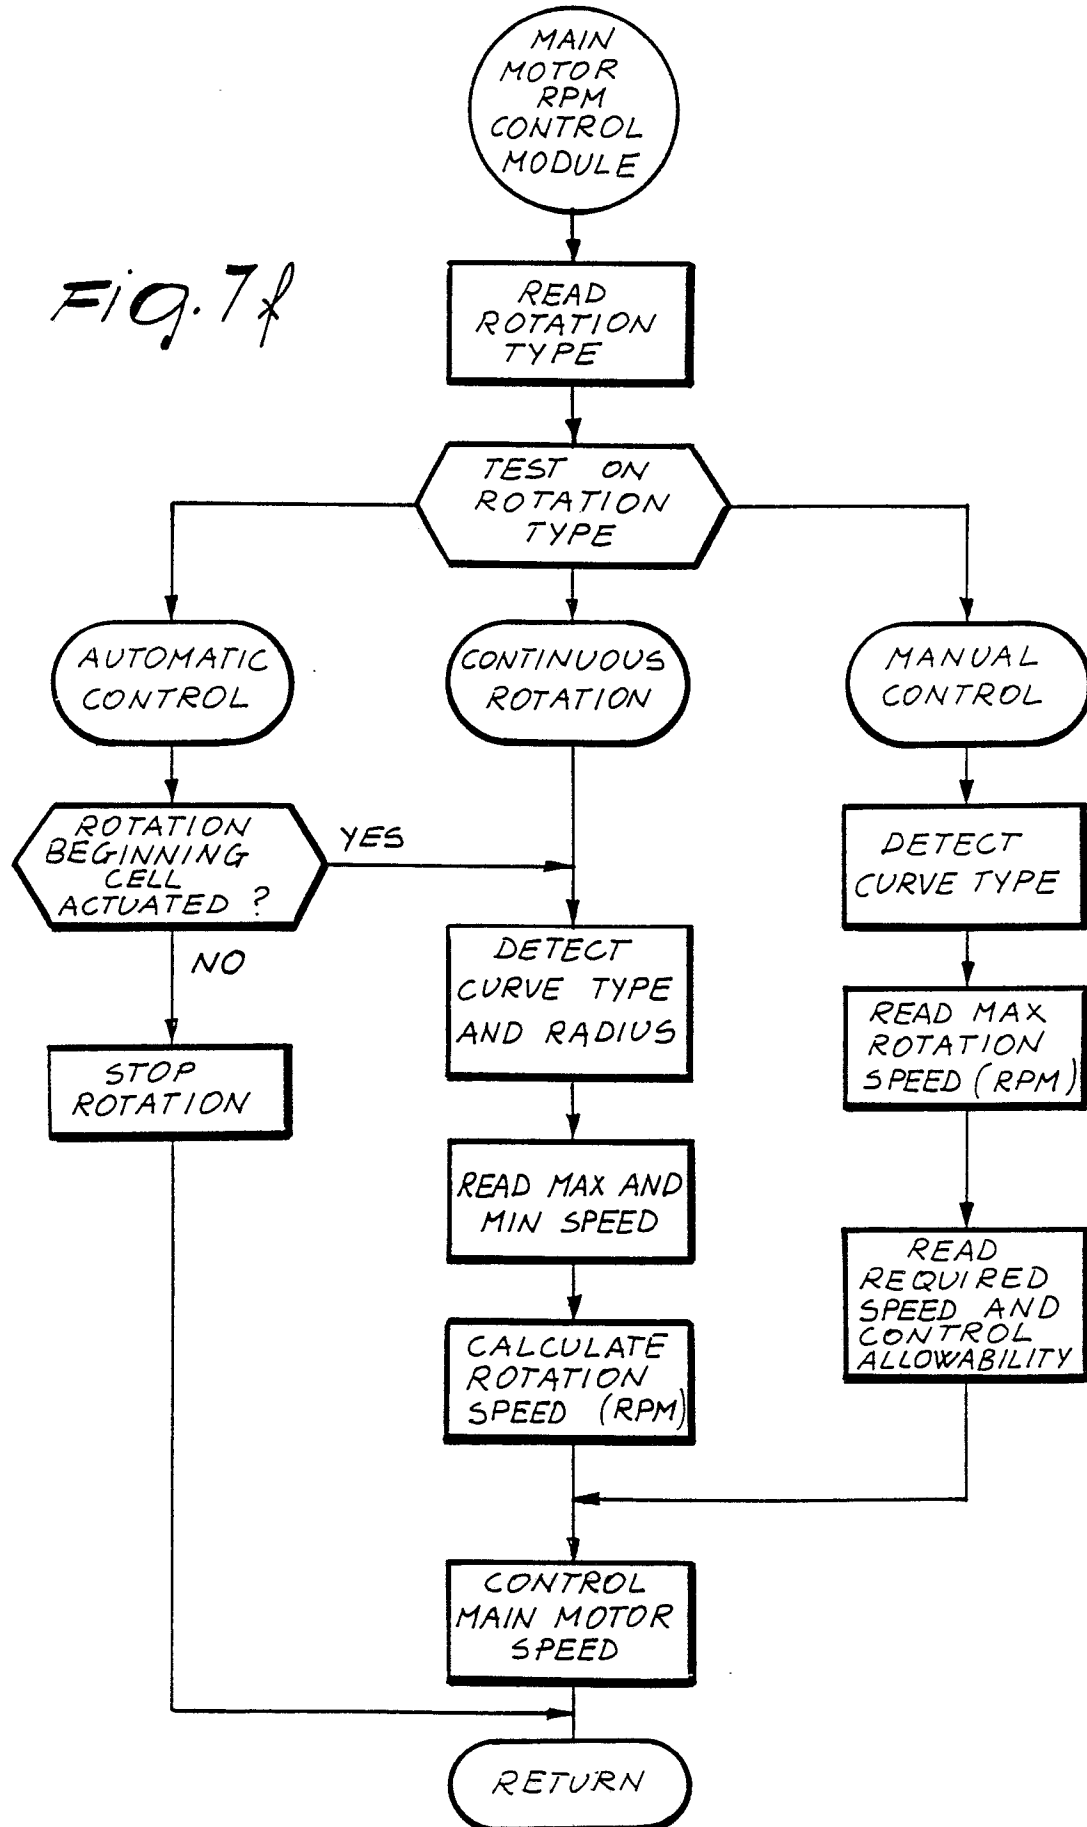 MAIN
MOTOR
RPM
CONTROL
MODULE
Fig. 7f
READ
ROTATION
TYPE
TEST ON
ROTATION
TYPE
AUTOMATIC
CONTROL
CONTINUOUS
ROTATION
MANUAL
CONTROL
ROTATION
BEGINNING
CELL
ACTUATED ?
YES
NO
STOP
ROTATION
DETECT
CURVE TYPE
AND RADIUS
READ MAX AND
MIN SPEED
CALCULATE
ROTATION
SPEED (RPM)
DETECT
CURVE TYPE
READ MAX
ROTATION
SPEED (RPM)
READ
REQUIRED
SPEED AND
CONTROL
ALLOWABILITY
CONTROL
MAIN MOTOR
SPEED
RETURN